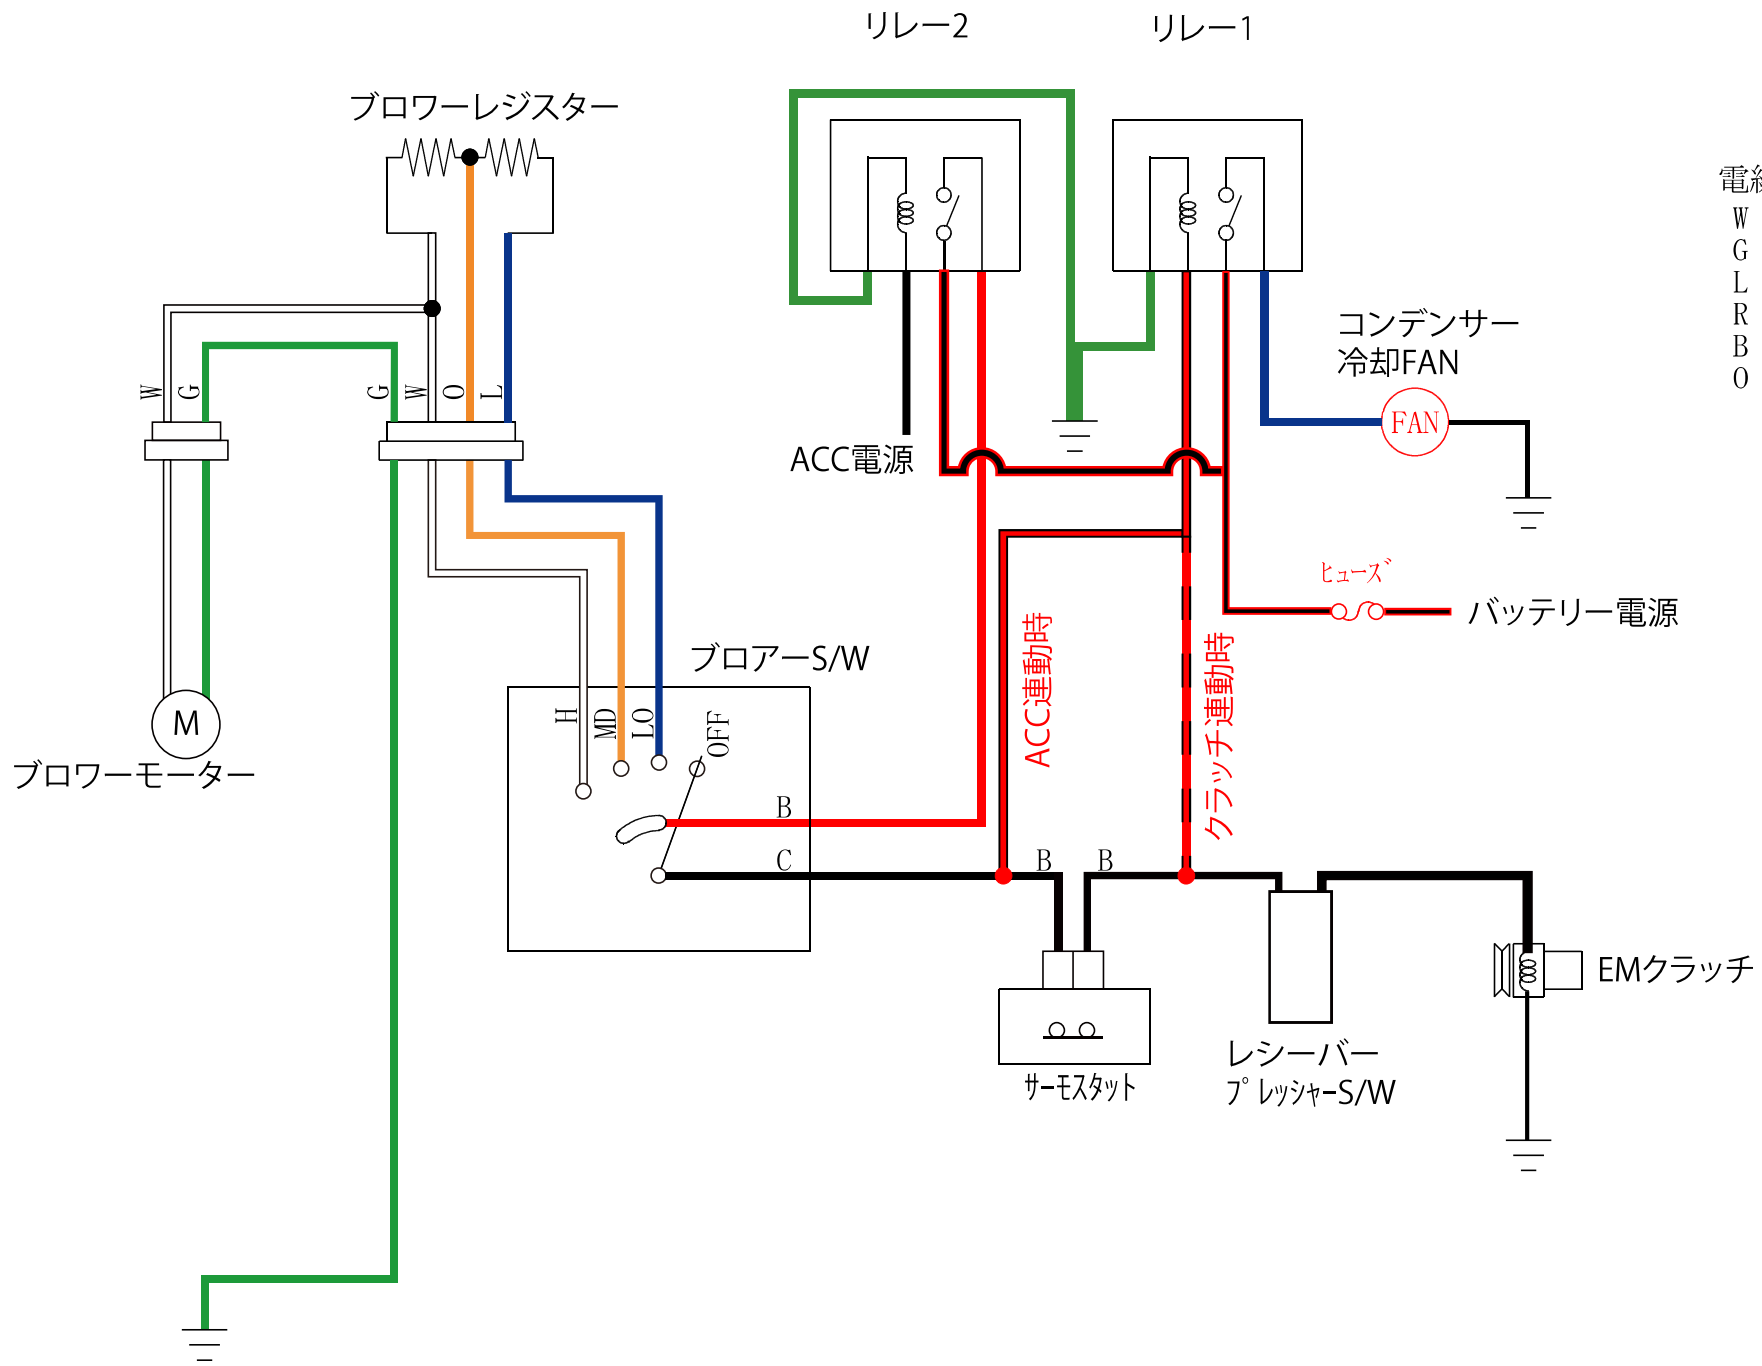 リレー2
リレー1
ブロワーレジスター
電
W
G
L
R
B
O
コンデンサー
冷却FAN
FAN
W
G
G
W
O
L
ACC電源
ヒューズ
バッテリー電源
ACC連動時
クラッチ連動時
ブロアーS/W
H
MD
LO
OFF
M
ブロワーモーター
B
C
B
B
EMクラッチ
レシーバー
プレッシャーS/W
サーモスタット